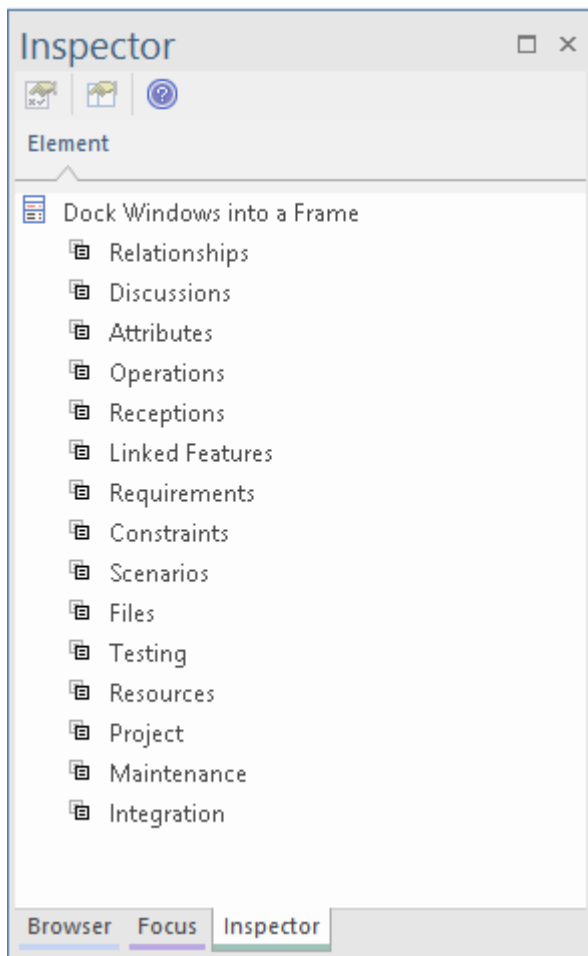 Inspector
Element
Dock Windows into a Frame
Relationships
Discussions
Attributes
Operations
Receptions
Linked Features
Requirements
Constraints
Scenarios
Files
Testing
Resources
Project
Maintenance
Integration
Browser Focus Inspector